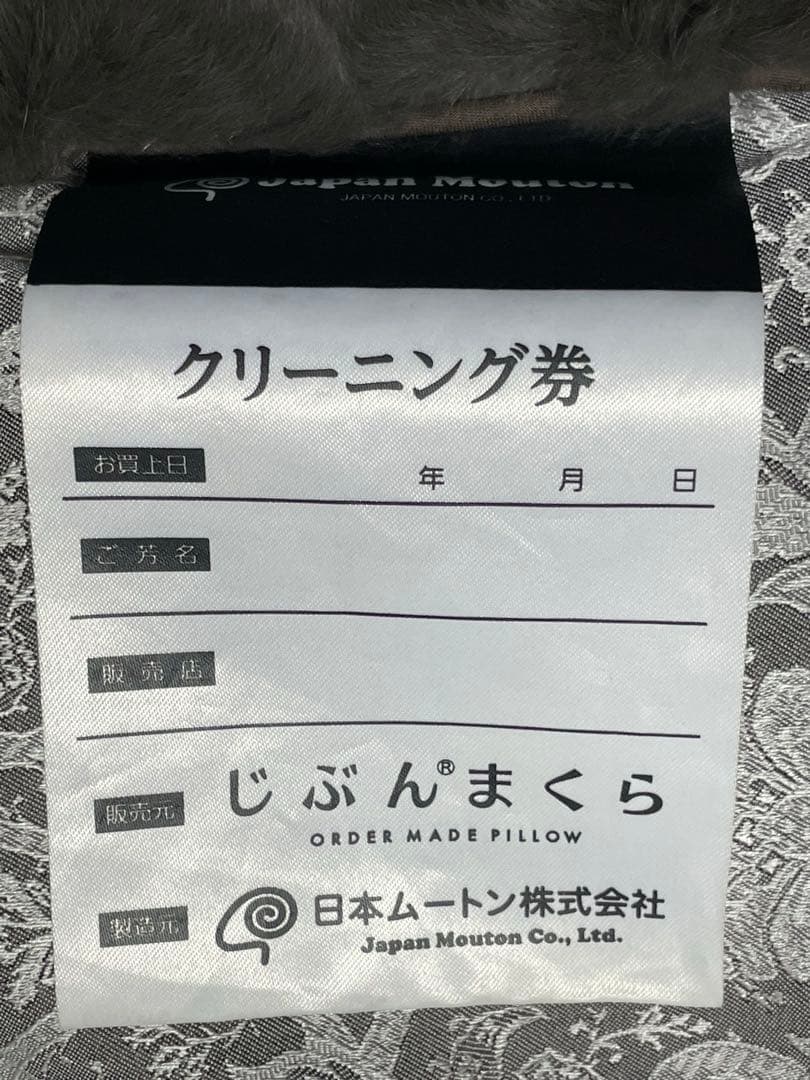 Japan Mouton
JAPAN MOUTON CO., LTD
クリーニング券
お買上日 年 月 日
ご芳名
販売店
販売元 じぶん®まくら
ORDER MADE PILLOW
製造元 日本ムートン株式会社
Japan Mouton Co., Ltd.